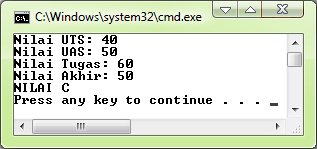 C:\Windows\system32\cmd.exe
Nilai UTS: 40
Nilai UAS: 50
Nilai Tugas: 60
Nilai Akhir: 50
NILAI C
Press any key to continue . . . _